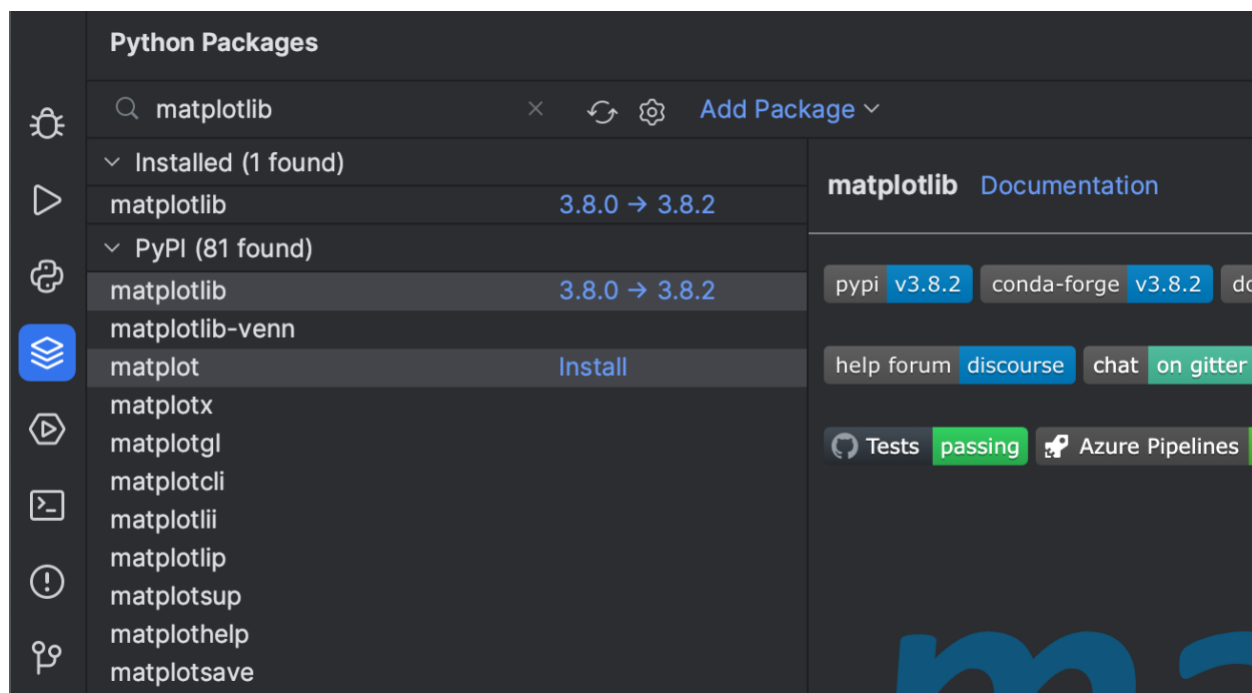 Python Packages
matplotlib
Add Package
Installed (1 found)
matplotlib 3.8.0 → 3.8.2
PyPI (81 found)
matplotlib 3.8.0 → 3.8.2
matplotlib-venn
matplot Install
matplotx
matplotgl
matplotcli
matplotlii
matplotlip
matplotsup
matplothelp
matplotsave
matplotlib Documentation
pypi v3.8.2 conda-forge v3.8.2
help forum discourse chat on gitter
Tests passing Azure Pipelines